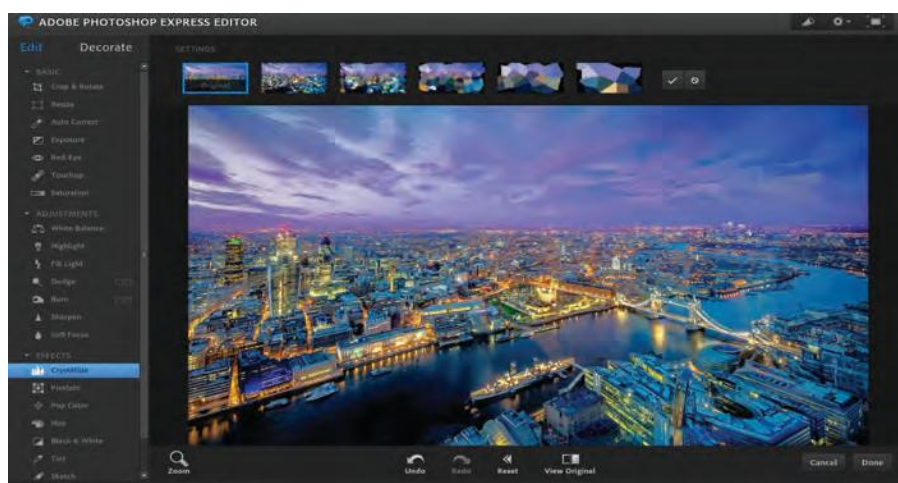 ADOBE PHOTOSHOP EXPRESS EDITOR
Edit Decorate
SETTINGS
Original
BASIC
Crop & Rotate
Resize
Auto Correct
Exposure
Red-Eye
Touchup
Saturation
ADJUSTMENTS
White Balance
Highlight
Fill Light
Dodge
Burn
Sharpen
Soft Focus
EFFECTS
Crystallize
Pixelate
Pop Color
Hue
Black & White
Tint
Sketch
Zoom
Undo
Redo
Reset
View Original
Cancel
Done